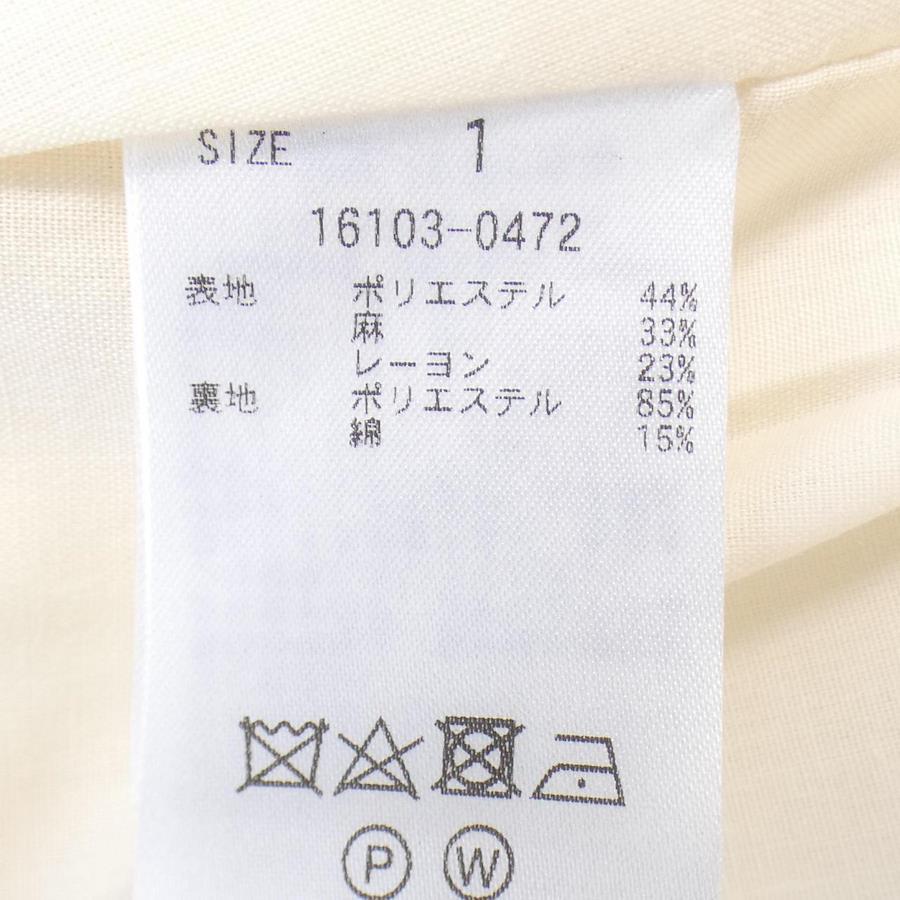 SIZE 1
16103-0472
表地 ポリエステル 44%
麻 33%
レーヨン 23%
裏地 ポリエステル 85%
綿 15%
P W